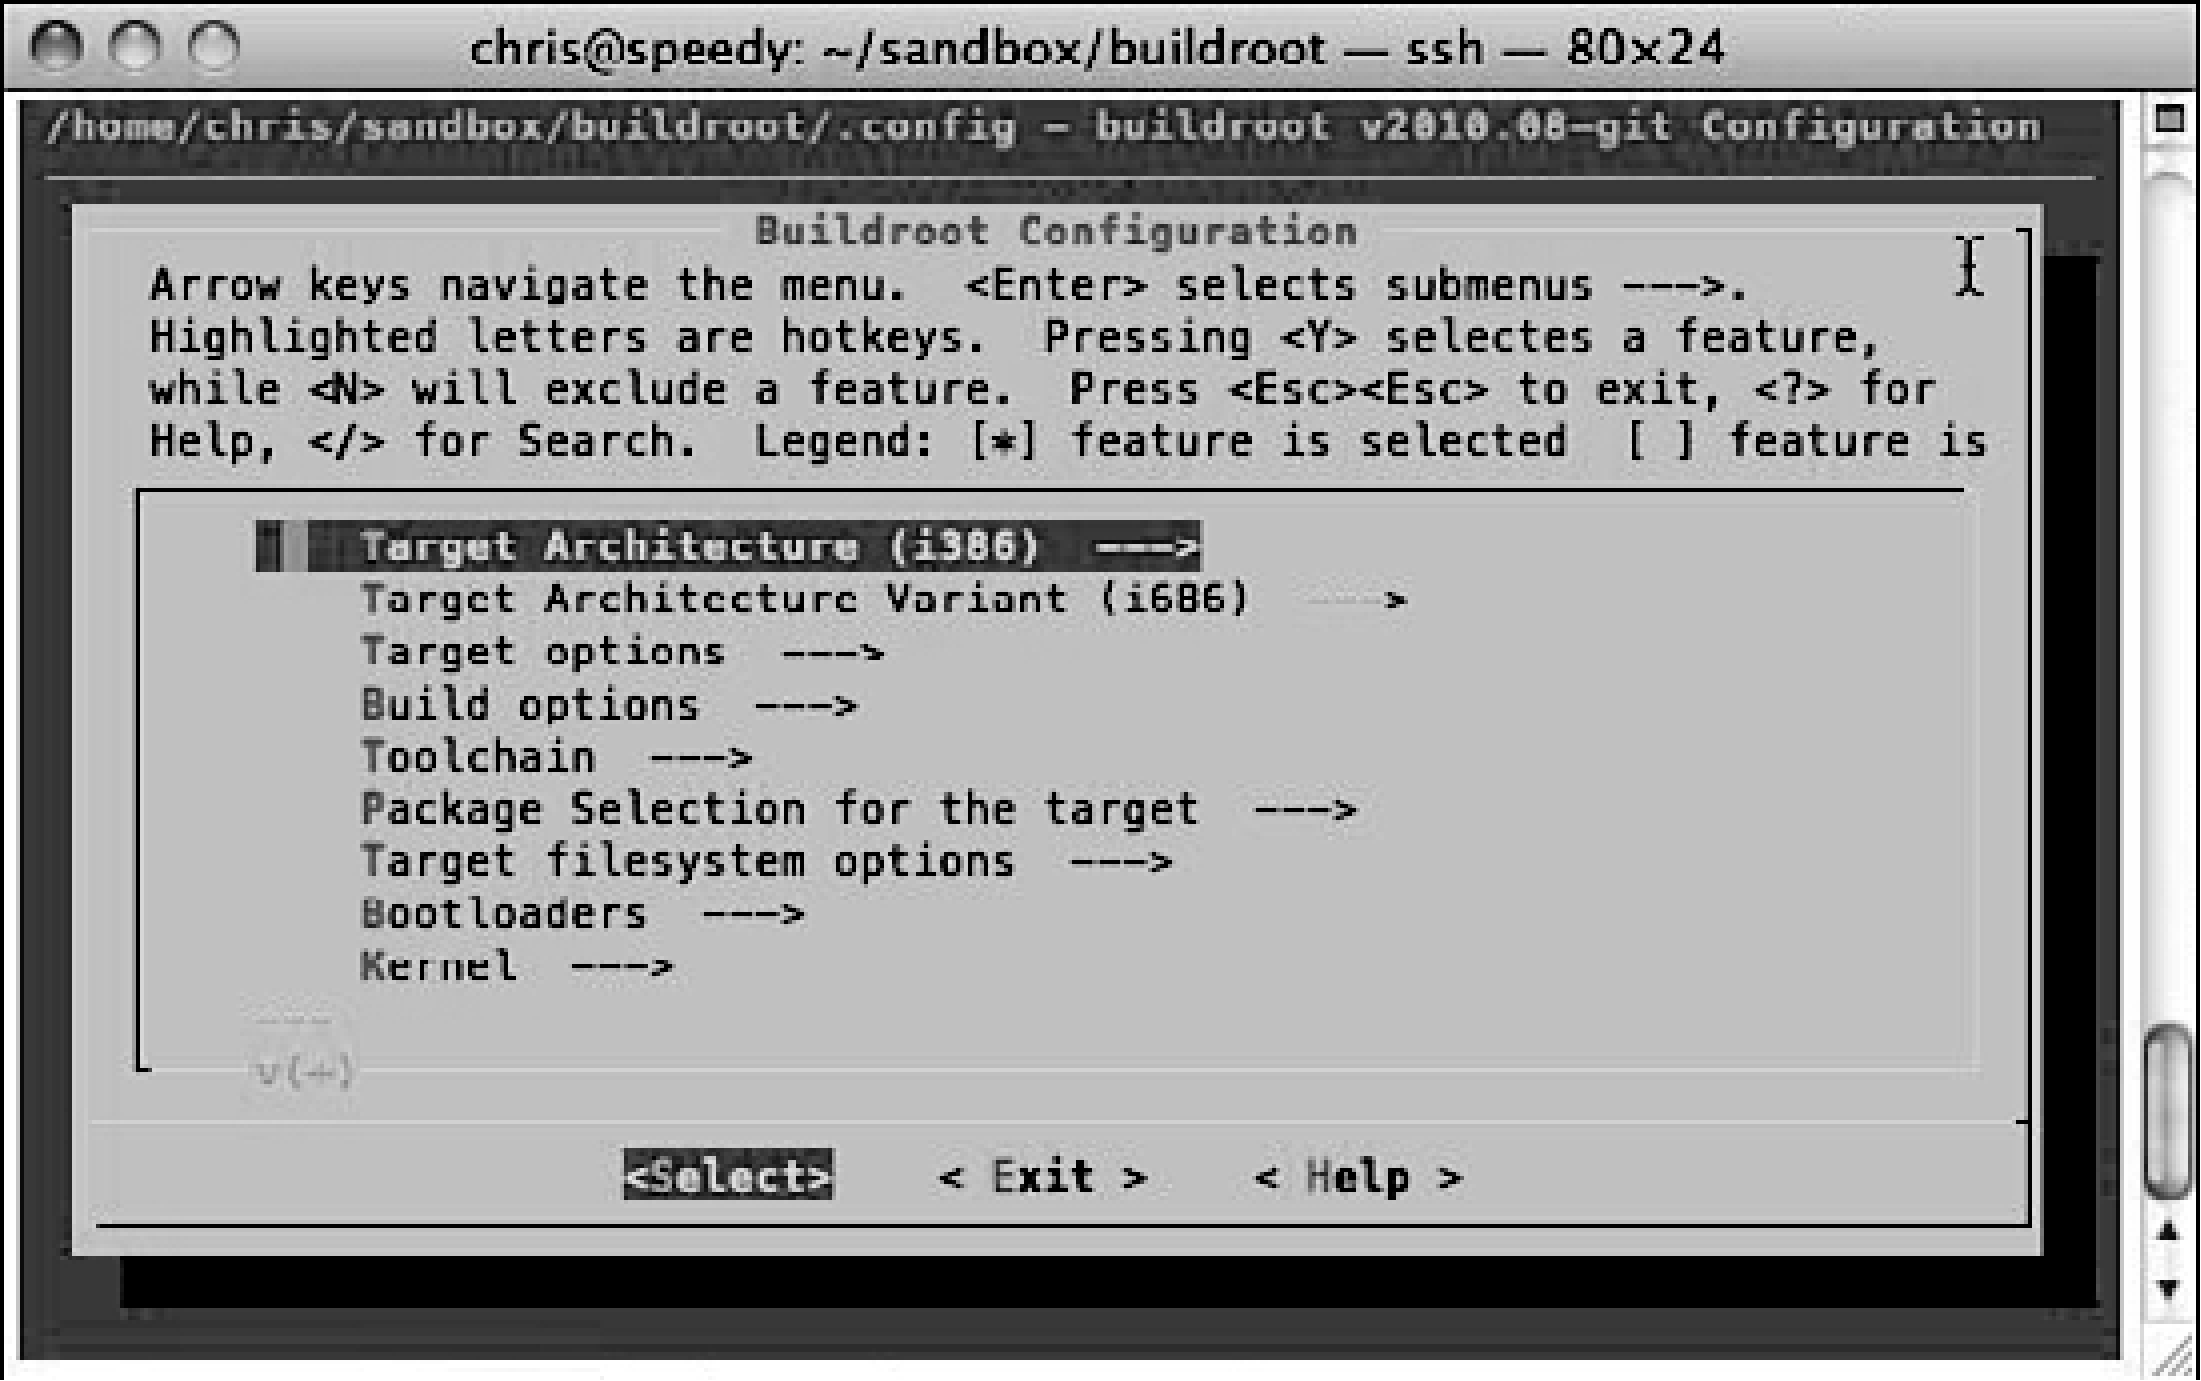 chris@speedy: ~/sandbox/buildroot — ssh — 80×24
/home/chris/sandbox/buildroot/.config - buildroot v2010.08-git Configuration
Buildroot Configuration
Arrow keys navigate the menu.  <Enter> selects submenus --->.
Highlighted letters are hotkeys.  Pressing <Y> selectes a feature,
while <N> will exclude a feature.  Press <Esc><Esc> to exit, <?> for
Help, </> for Search.  Legend: [*] feature is selected  [ ] feature is
Target Architecture (i386)  --->
Target Architecture Variant (i686)  --->
Target options  --->
Build options  --->
Toolchain  --->
Package Selection for the target  --->
Target filesystem options  --->
Bootloaders  --->
Kernel  --->
---
v(+)
<Select>    < Exit >    < Help >